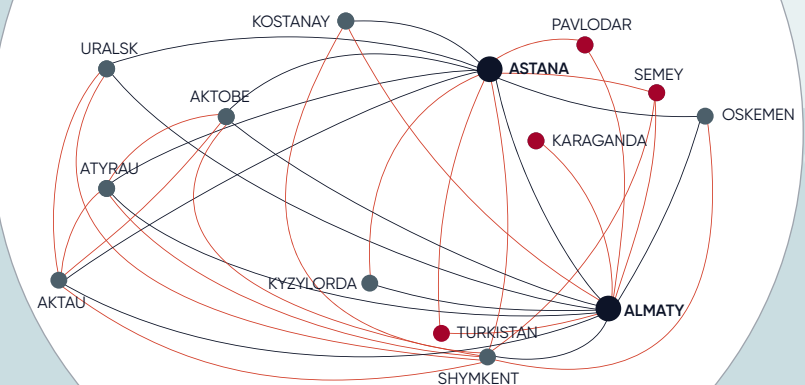 KOSTANAY
PAVLODAR
URALSK
ASTANA
SEMEY
AKTOBE
OSKEMEN
KARAGANDA
ATYRAU
KYZYLORDA
AKTAU
ALMATY
TURKISTAN
SHYMKENT